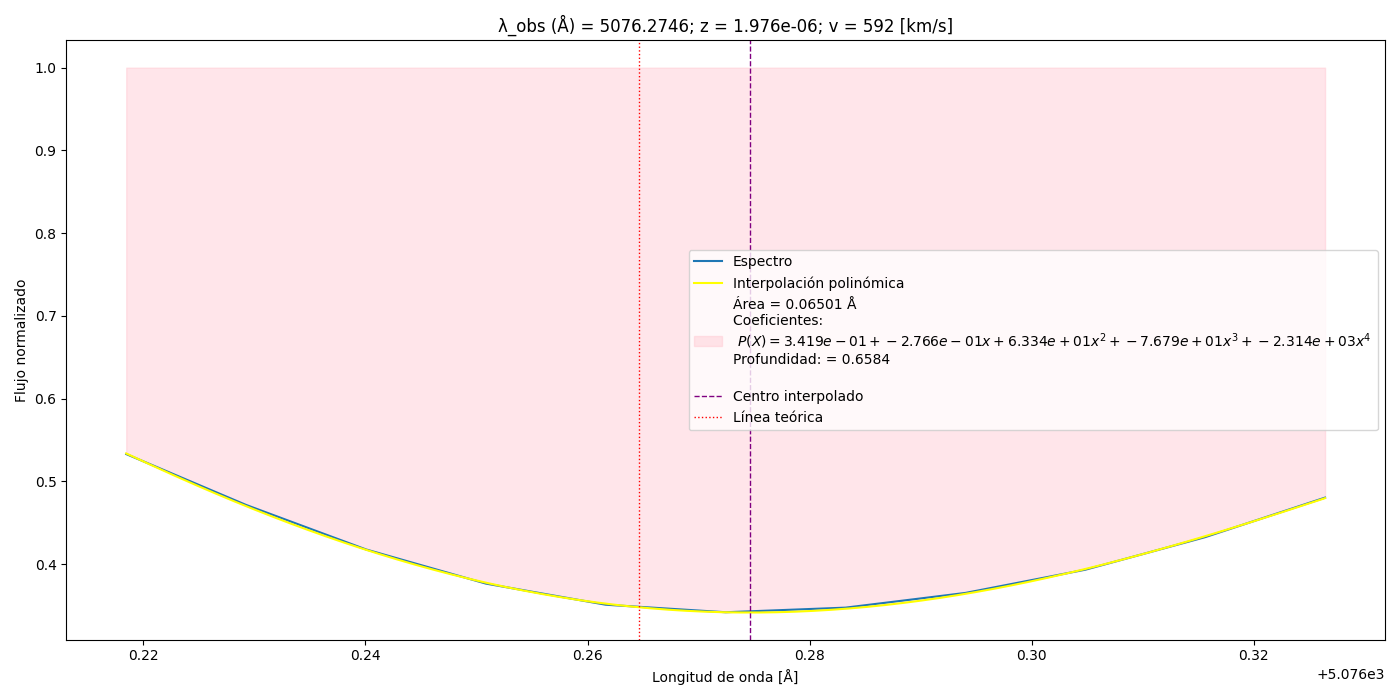 λ_obs (Å) = 5076.2746; z = 1.976e-06; v = 592 [km/s]
Flujo normalizado
1.0
0.9
0.8
0.7
0.6
0.5
0.4
Espectro
Interpolación polinómica
Área = 0.06501 Å
Coeficientes:
P(X) = 3.419e − 01 + −2.766e − 01x + 6.334e + 01x² + −7.679e + 01x³ + −2.314e + 03x⁴
Profundidad: = 0.6584
Centro interpolado
Línea teórica
0.22 0.24 0.26 0.28 0.30 0.32
+5.076e3
Longitud de onda [Å]